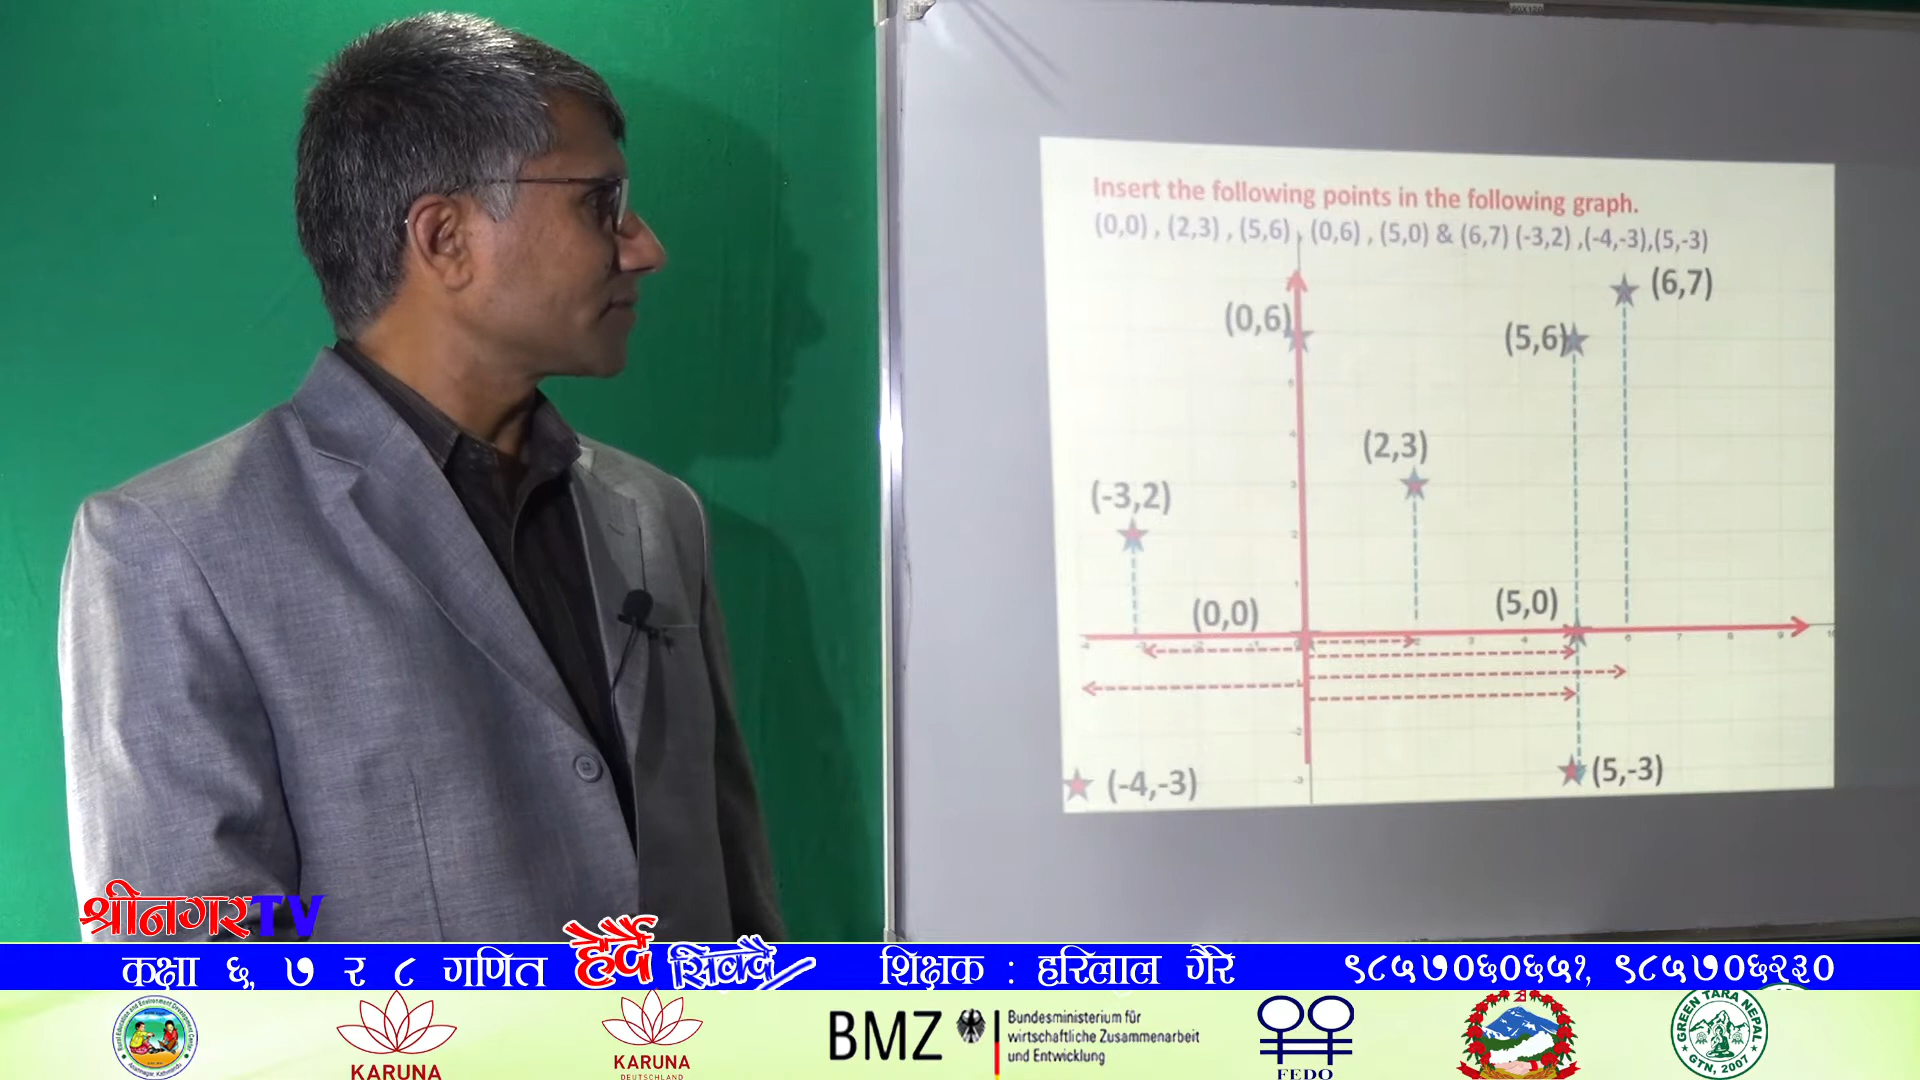 Insert the following points in the following graph.
(0,0) , (2,3) , (5,6) , (0,6) , (5,0) & (6,7) (-3,2) ,(-4,-3),(5,-3)
(6,7)
(0,6)
(5,6)
(2,3)
(-3,2)
(0,0)
(5,0)
(-4,-3)
(5,-3)
श्रीनगरTV
कक्षा ६, ७ र ८ गणित हेर्दै सिक्दै शिक्षक : हरिलाल गैरे ९८५७०६०६५१, ९८५७०६२२३०
KARUNA
KARUNA
DEUTSCHLAND
BMZ
Bundesministerium für
wirtschaftliche Zusammenarbeit
und Entwicklung
FEDO
GREEN TARA NEPAL
GTN, 2007